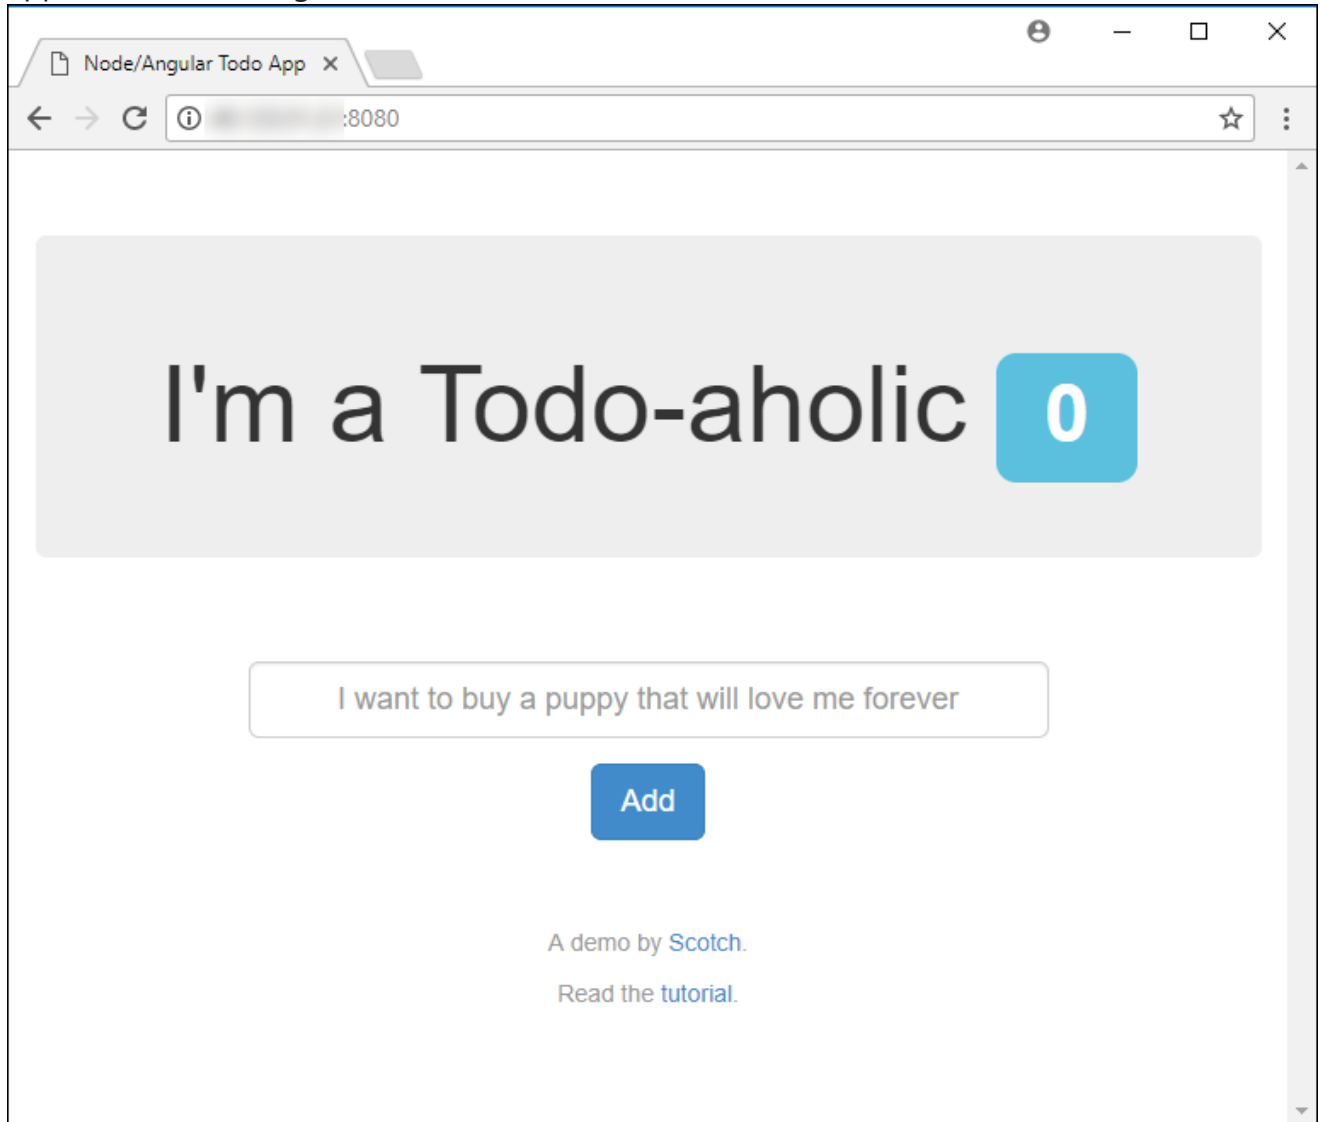 Node/Angular Todo App
:8080
I'm a Todo-aholic 0
I want to buy a puppy that will love me forever
Add
A demo by Scotch.
Read the tutorial.